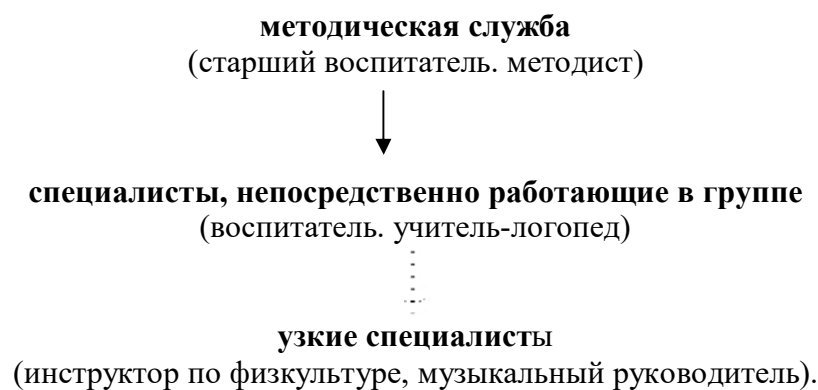 методическая служба
(старший воспитатель. методист)
специалисты, непосредственно работающие в группе
(воспитатель. учитель-логопед)
узкие специалисты
(инструктор по физкультуре, музыкальный руководитель).